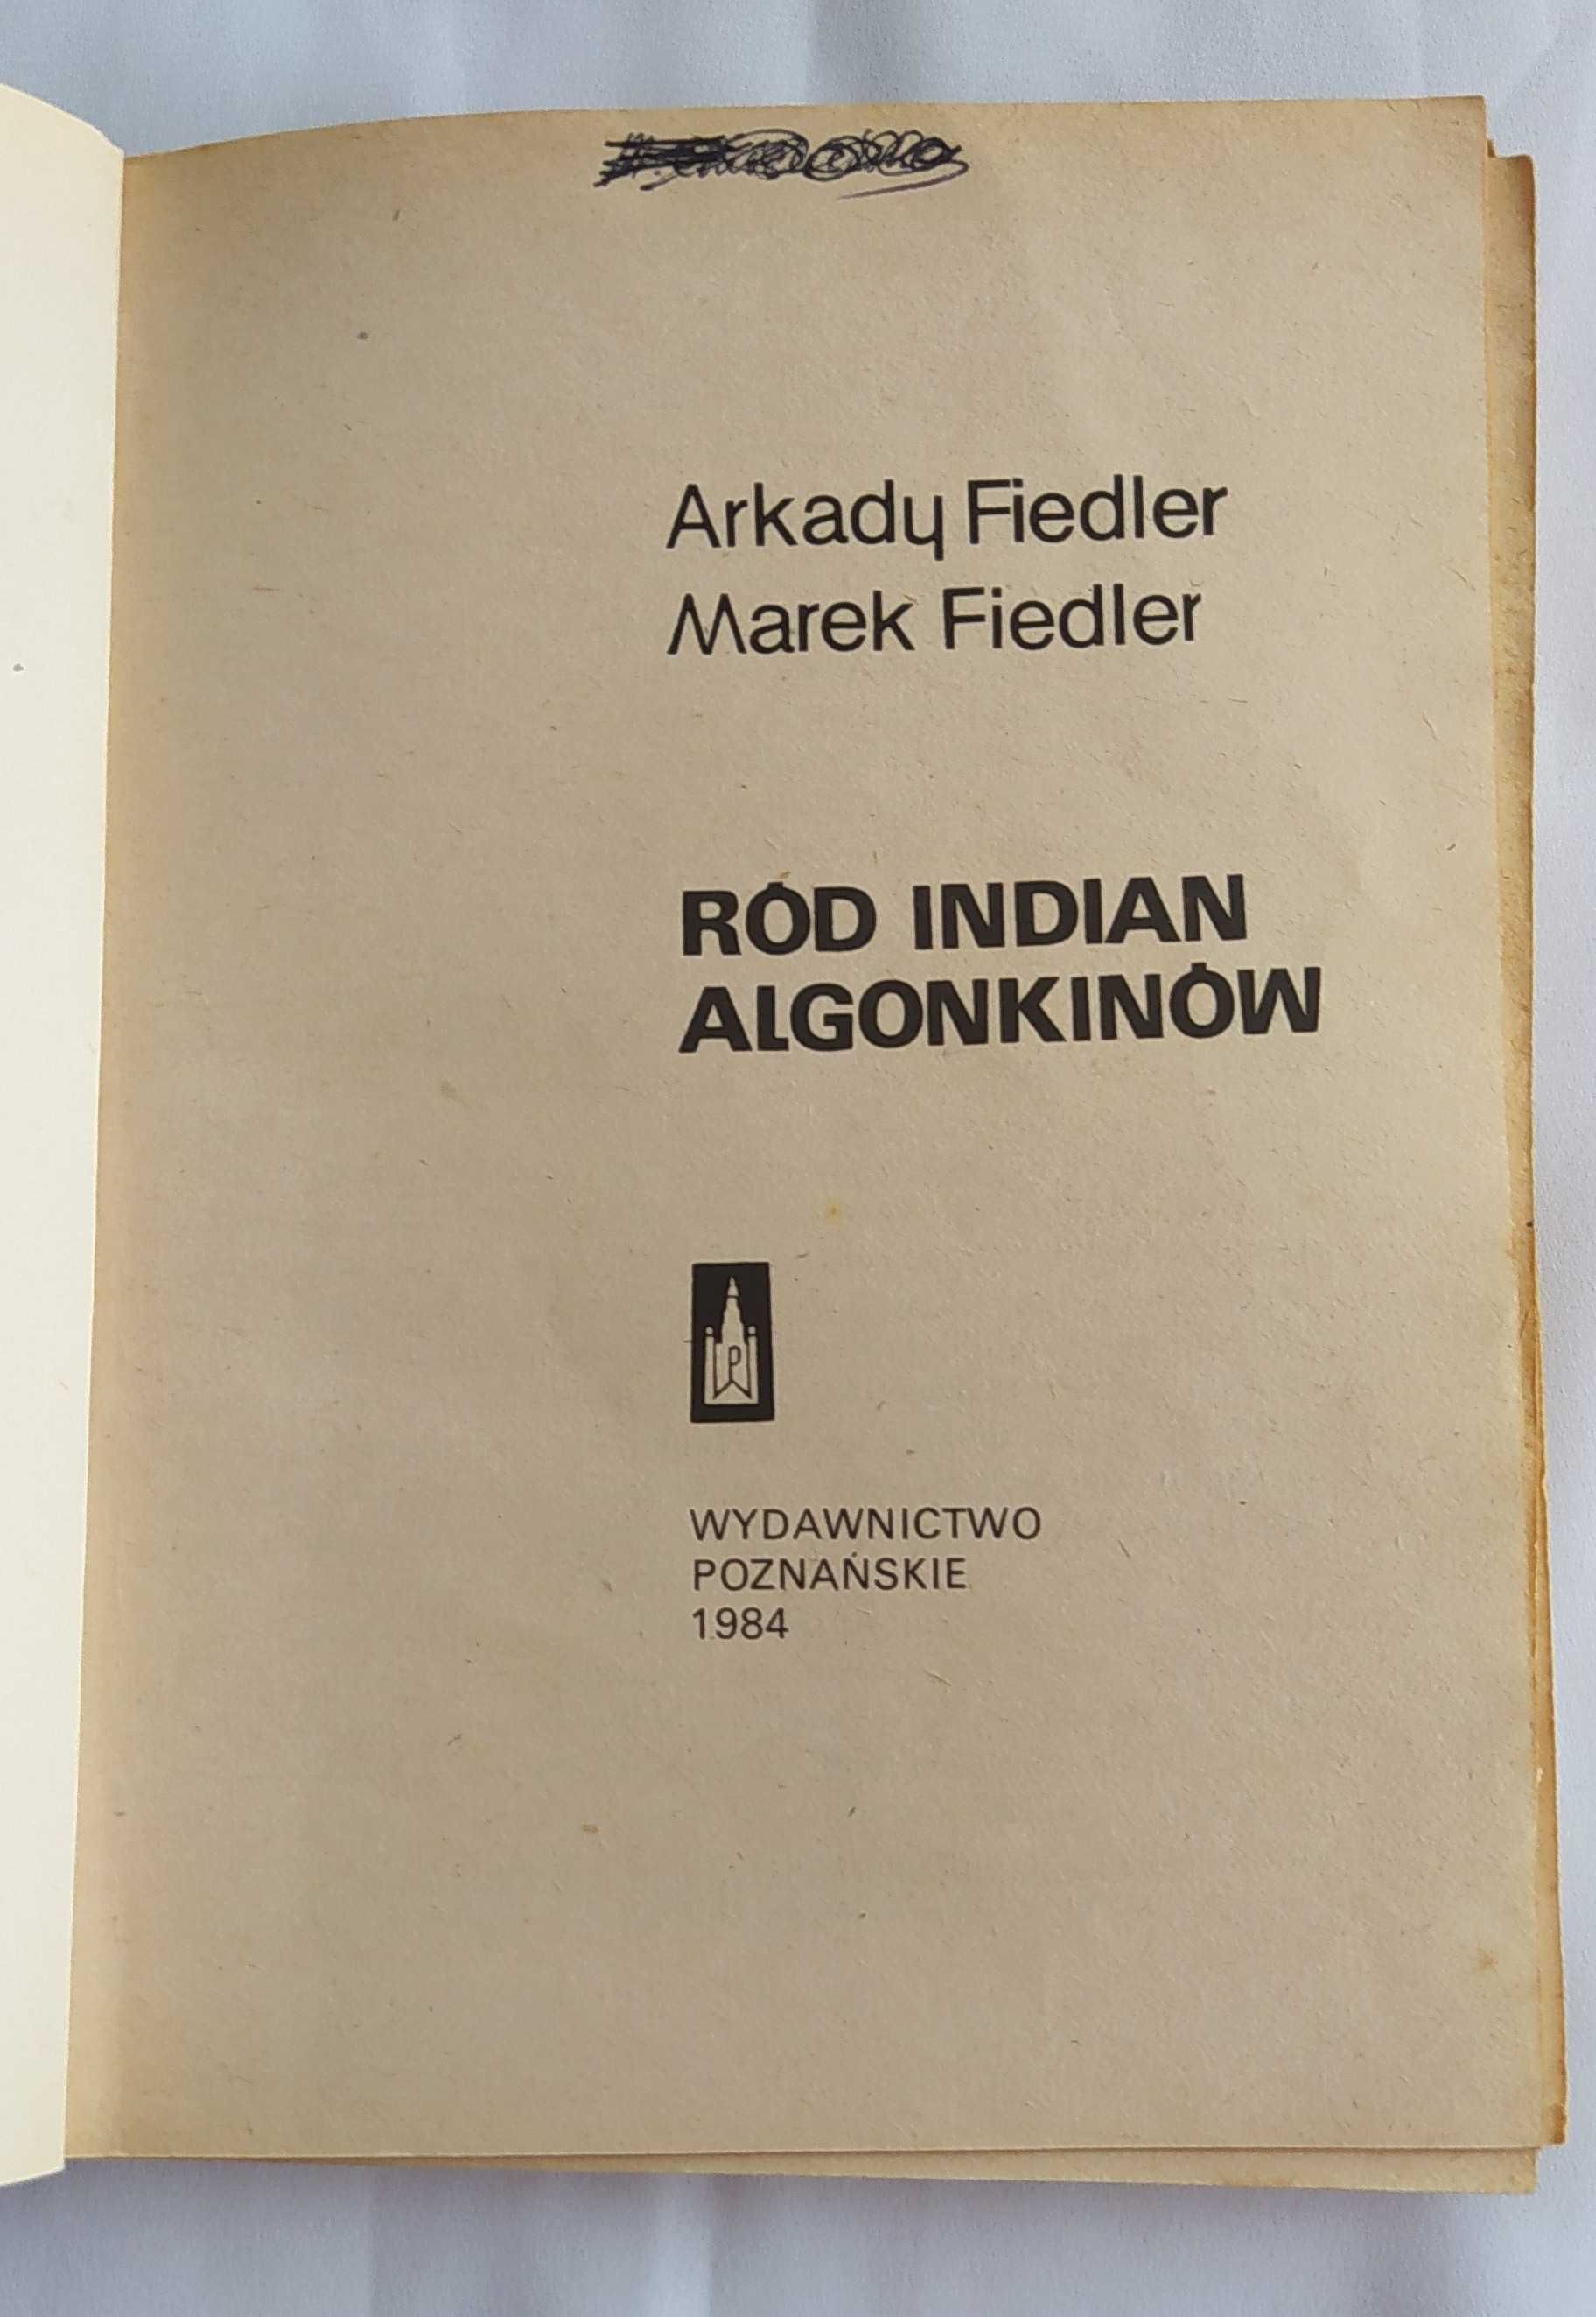 Arkady Fiedler
Marek Fiedler
RÓD INDIAN
ALGONKINÓW
WYDAWNICTWO
POZNAŃSKIE
1984